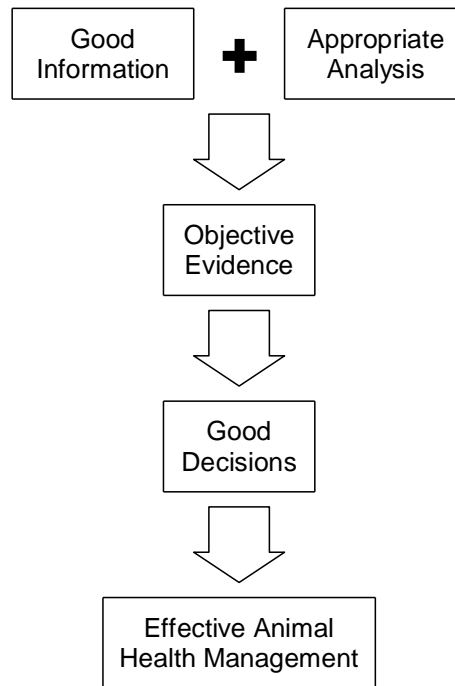 Good
Information
+
Appropriate
Analysis
Objective
Evidence
Good
Decisions
Effective Animal
Health Management